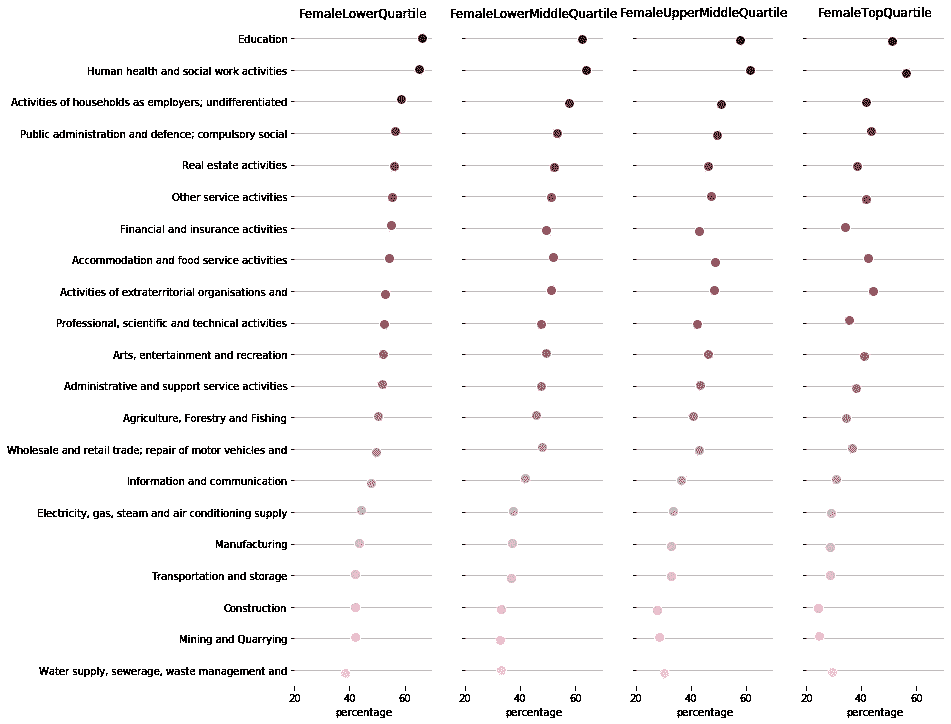 FemaleLowerQuartile FemaleLowerMiddleQuartile FemaleUpperMiddleQuartile FemaleTopQuartile
Education
Human health and social work activities
Activities of households as employers; undifferentiated
Public administration and defence; compulsory social
Real estate activities
Other service activities
Financial and insurance activities
Accommodation and food service activities
Activities of extraterritorial organisations and
Professional, scientific and technical activities
Arts, entertainment and recreation
Administrative and support service activities
Agriculture, Forestry and Fishing
Wholesale and retail trade; repair of motor vehicles and
Information and communication
Electricity, gas, steam and air conditioning supply
Manufacturing
Transportation and storage
Construction
Mining and Quarrying
Water supply, sewerage, waste management and
20 40 60 20 40 60 20 40 60 20 40 60
percentage percentage percentage percentage